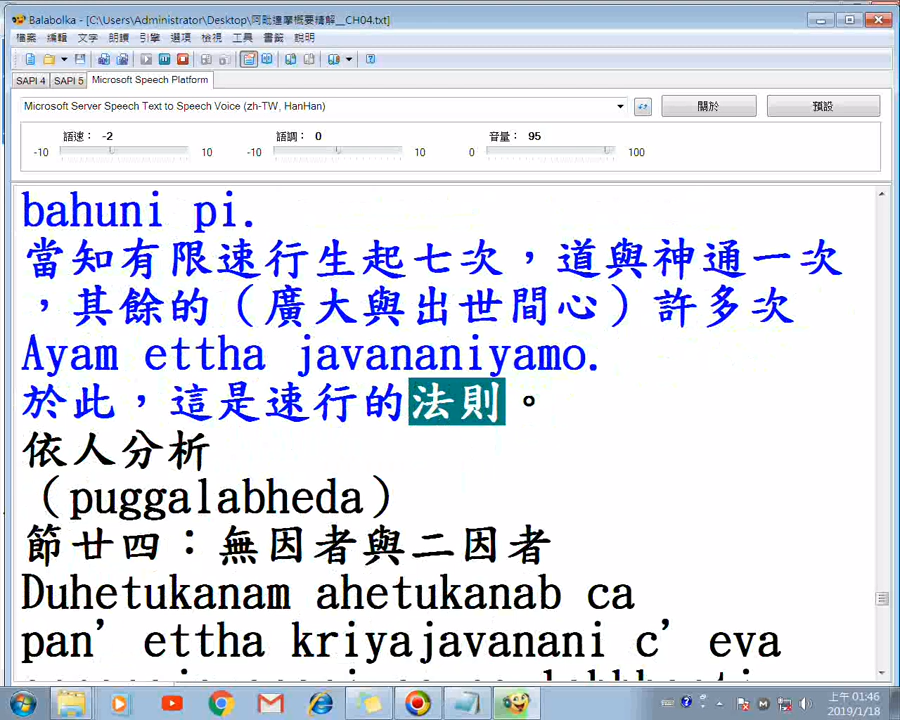 Balabolka - [C:\Users\Administrator\Desktop\阿毗達摩概要精解__CH04.txt]
檔案 編輯 文字 朗讀 引擎 選項 檢視 工具 書籤 說明
SAPI 4 SAPI 5 Microsoft Speech Platform
Microsoft Server Speech Text to Speech Voice (zh-TW, HanHan) 關於 預設
語速： -2 語調： 0 音量： 95
-10 10 -10 10 0 100
bahuni pi.
當知有限速行生起七次，道與神通一次
，其餘的（廣大與出世間心）許多次
Ayam ettha javananiyamo.
於此，這是速行的法則。
依人分析
（puggalabheda）
節廿四：無因者與二因者
Duhetukanam ahetukanab ca
pan’ettha kriyajavanani c’eva
上午 01:46
2019/1/18